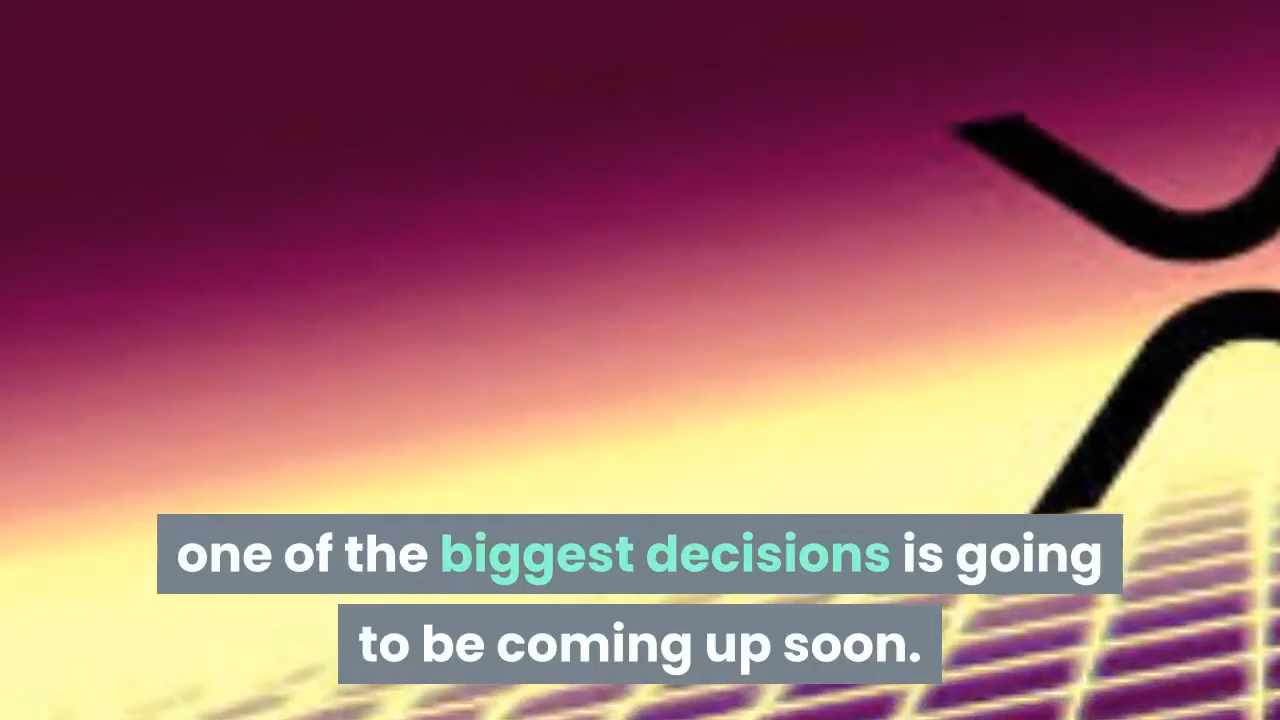 one of the biggest decisions is going
to be coming up soon.